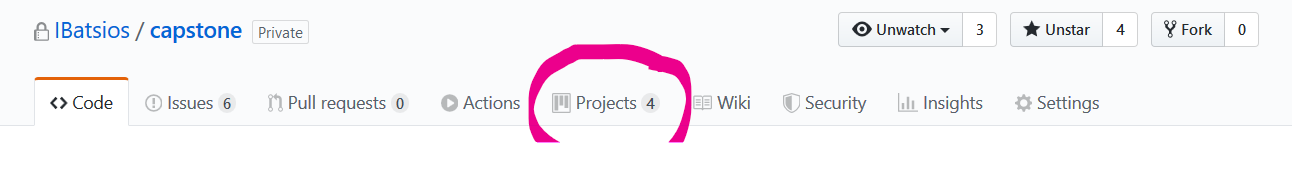 IBatsios / capstone Private Unwatch 3 Unstar 4 Fork 0
Code Issues 6 Pull requests 0 Actions Projects 4 Wiki Security Insights Settings